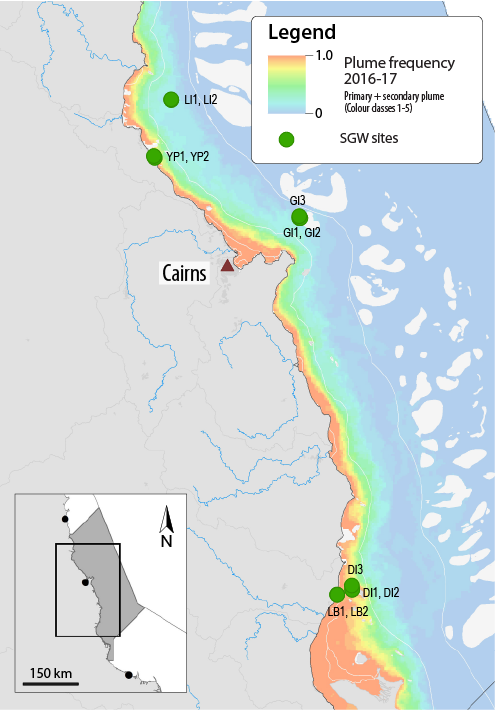 Legend
1.0
Plume frequency
2016-17
Primary + secondary plume
(Colour classes 1-5)
0
SGW sites
LI1, LI2
YP1, YP2
GI3
GI1, GI2
Cairns
N
DI3
DI1, DI2
LB1, LB2
150 km